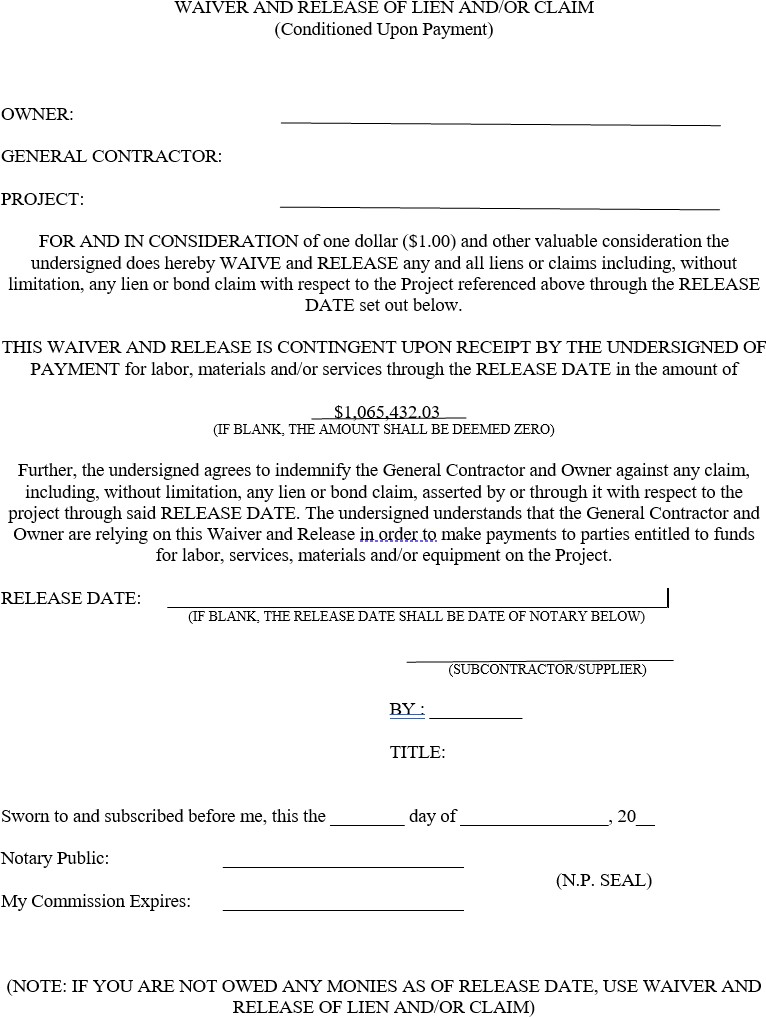 WAIVER AND RELEASE OF LIEN AND/OR CLAIM
(Conditioned Upon Payment)
OWNER:
GENERAL CONTRACTOR:
PROJECT:
FOR AND IN CONSIDERATION of one dollar ($1.00) and other valuable consideration the
undersigned does hereby WAIVE and RELEASE any and all liens or claims including, without
limitation, any lien or bond claim with respect to the Project referenced above through the RELEASE
DATE set out below.
THIS WAIVER AND RELEASE IS CONTINGENT UPON RECEIPT BY THE UNDERSIGNED OF
PAYMENT for labor, materials and/or services through the RELEASE DATE in the amount of
$1,065,432.03
(IF BLANK, THE AMOUNT SHALL BE DEEMED ZERO)
Further, the undersigned agrees to indemnify the General Contractor and Owner against any claim,
including, without limitation, any lien or bond claim, asserted by or through it with respect to the
project through said RELEASE DATE. The undersigned understands that the General Contractor and
Owner are relying on this Waiver and Release in order to make payments to parties entitled to funds
for labor, services, materials and/or equipment on the Project.
RELEASE DATE:
(IF BLANK, THE RELEASE DATE SHALL BE DATE OF NOTARY BELOW)
(SUBCONTRACTOR/SUPPLIER)
BY : __________
TITLE:
Sworn to and subscribed before me, this the ________ day of ________________, 20__
Notary Public:
(N.P. SEAL)
My Commission Expires:
(NOTE: IF YOU ARE NOT OWED ANY MONIES AS OF RELEASE DATE, USE WAIVER AND
RELEASE OF LIEN AND/OR CLAIM)